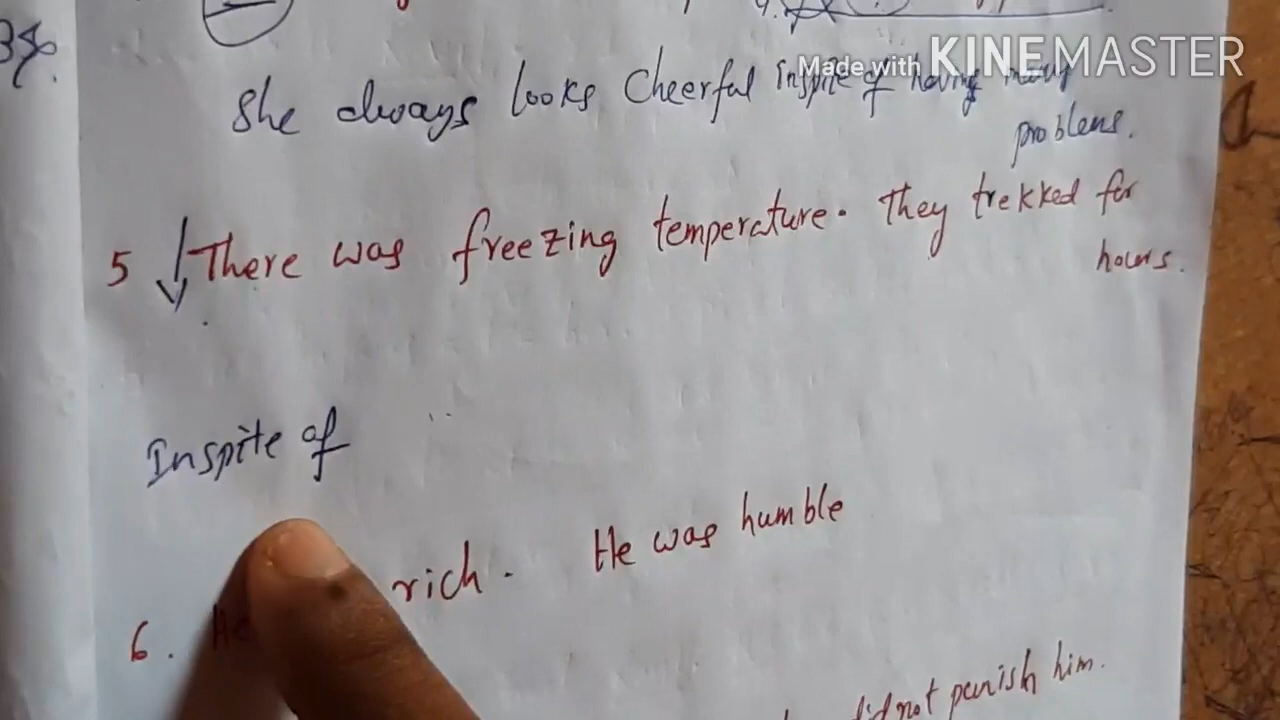 Made with KINEMASTER
She always looks Cheerful inspite of having many
problems.
5 There was freezing temperature. They trekked for
hours.
Inspite of
6. rich. He was humble
did not punish him.